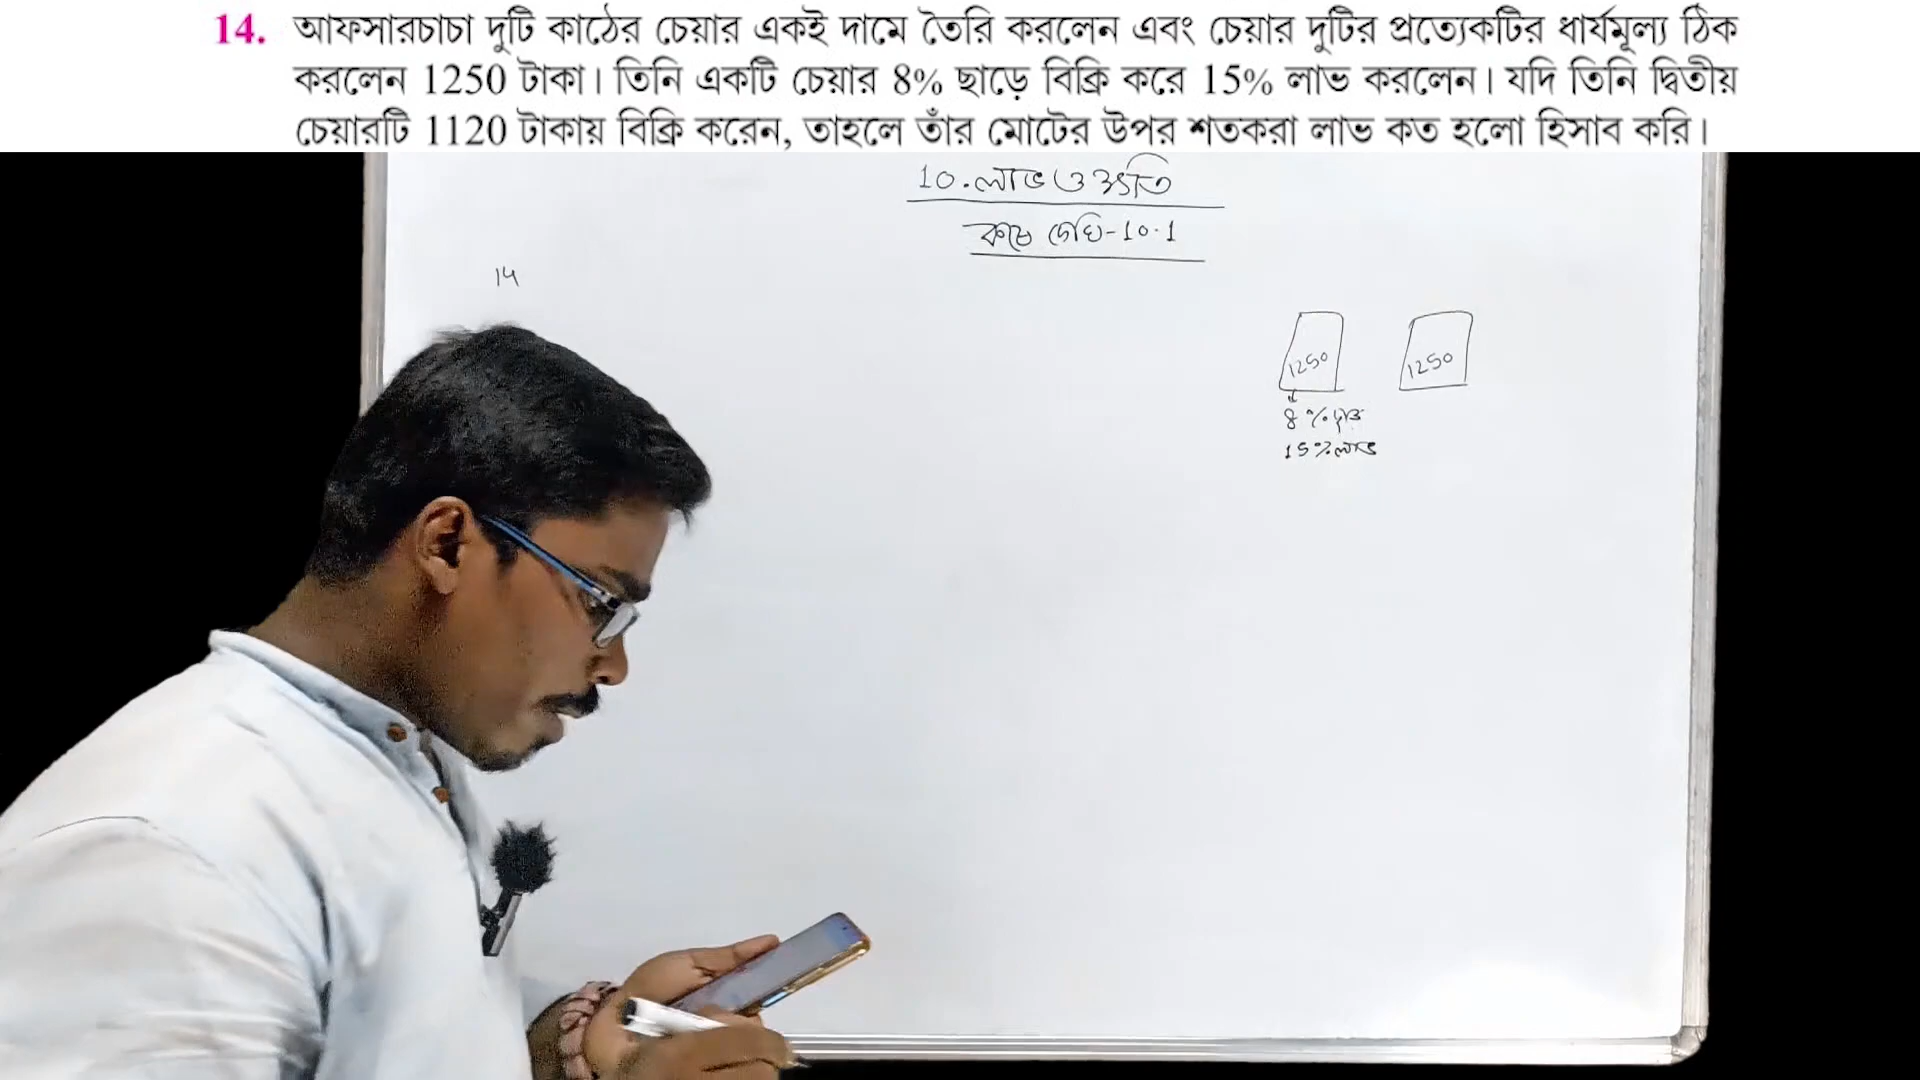 14. আফসারচাচা দুটি কাঠের চেয়ার একই দামে তৈরি করলেন এবং চেয়ার দুটির প্রত্যেকটির ধার্যমূল্য ঠিক
করলেন 1250 টাকা। তিনি একটি চেয়ার 8% ছাড়ে বিক্রি করে 15% লাভ করলেন। যদি তিনি দ্বিতীয়
চেয়ারটি 1120 টাকায় বিক্রি করেন, তাহলে তাঁর মোটের উপর শতকরা লাভ কত হলো হিসাব করি।
10. লাভ ও ক্ষতি
কষে দেখি-10.1
14
1250 1250
8% ছাড়
15% লাভ